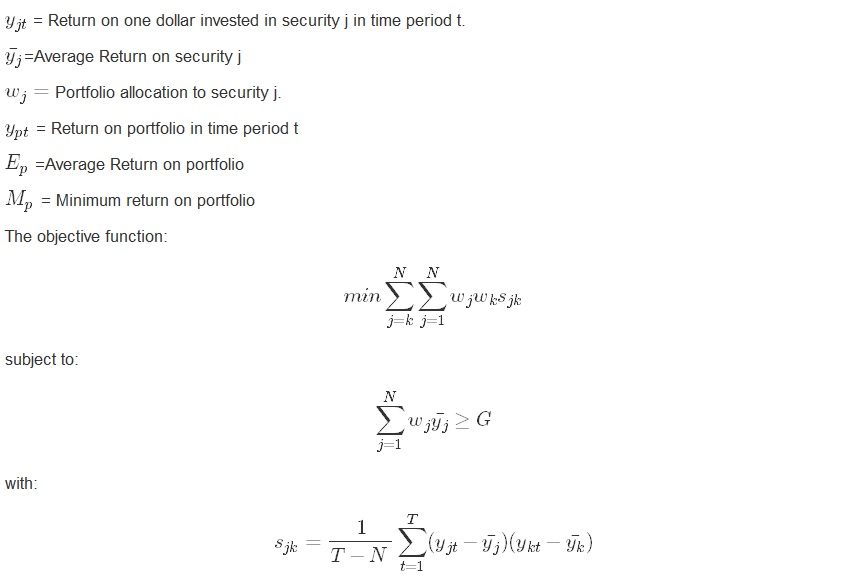 y_{jt} = Return on one dollar invested in security j in time period t.
\bar{y_j}=Average Return on security j
w_j = Portfolio allocation to security j.
y_{pt} = Return on portfolio in time period t
E_p =Average Return on portfolio
M_p = Minimum return on portfolio
The objective function:
min \sum_{j=k}^{N} \sum_{j=1}^{N} w_j w_k s_{jk}
subject to:
\sum_{j=1}^{N} w_j \bar{y_j} \geq G
with:
s_{jk} = \frac{1}{T-N} \sum_{t=1}^{T} (y_{jt} - \bar{y_j})(y_{kt} - \bar{y_k})